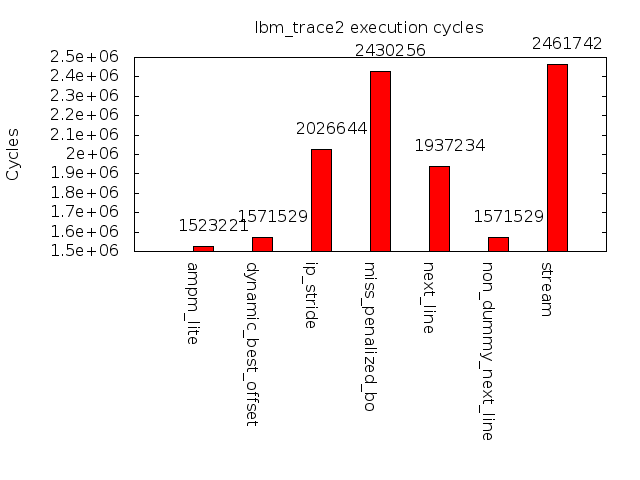 lbm_trace2 execution cycles
Cycles
2.5e+06
2.4e+06
2.3e+06
2.2e+06
2.1e+06
2e+06
1.9e+06
1.8e+06
1.7e+06
1.6e+06
1.5e+06
1523221
1571529
2026644
2430256
1937234
1571529
2461742
ampm_lite
dynamic_best_offset
ip_stride
miss_penalized_bo
next_line
non_dummy_next_line
stream